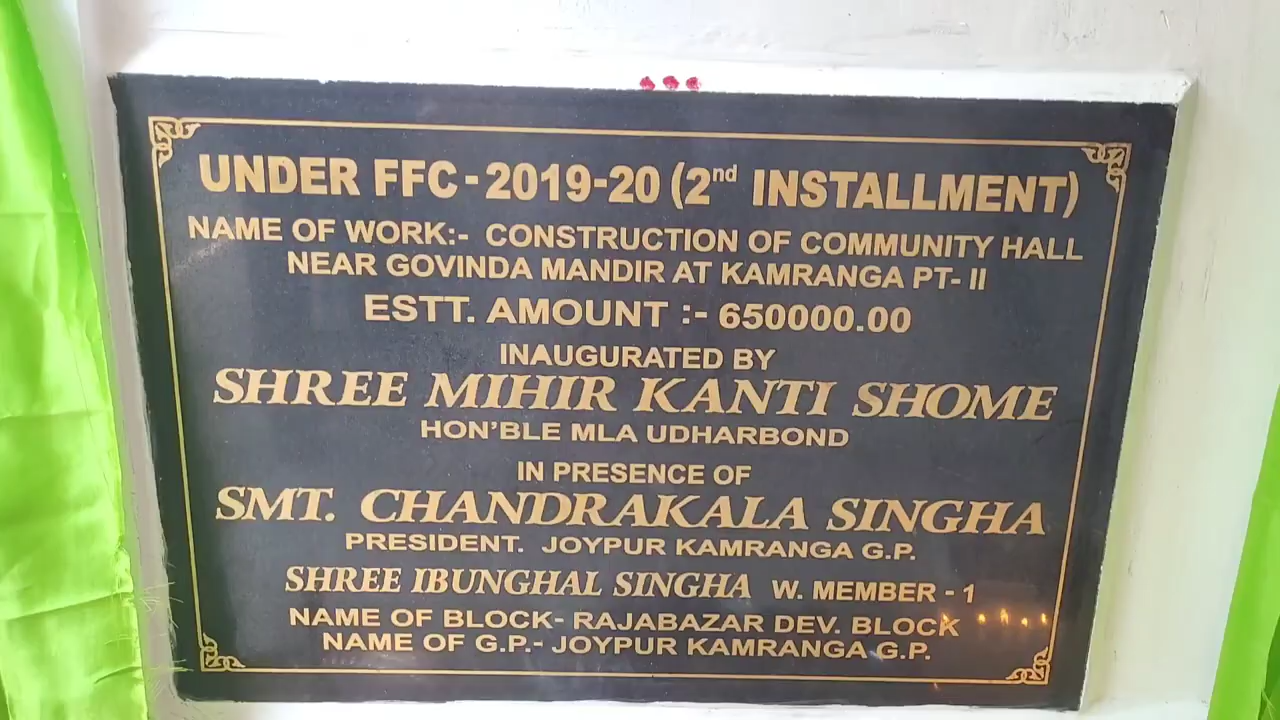 UNDER FFC-2019-20 (2nd INSTALLMENT)
NAME OF WORK:- CONSTRUCTION OF COMMUNITY HALL
NEAR GOVINDA MANDIR AT KAMRANGA PT- II
ESTT. AMOUNT :- 650000.00
INAUGURATED BY
SHREE MIHIR KANTI SHOME
HON'BLE MLA UDHARBOND
IN PRESENCE OF
SMT. CHANDRAKALA SINGHA
PRESIDENT. JOYPUR KAMRANGA G.P.
SHREE IBUNGHAL SINGHA W. MEMBER - 1
NAME OF BLOCK- RAJABAZAR DEV. BLOCK
NAME OF G.P.- JOYPUR KAMRANGA G.P.